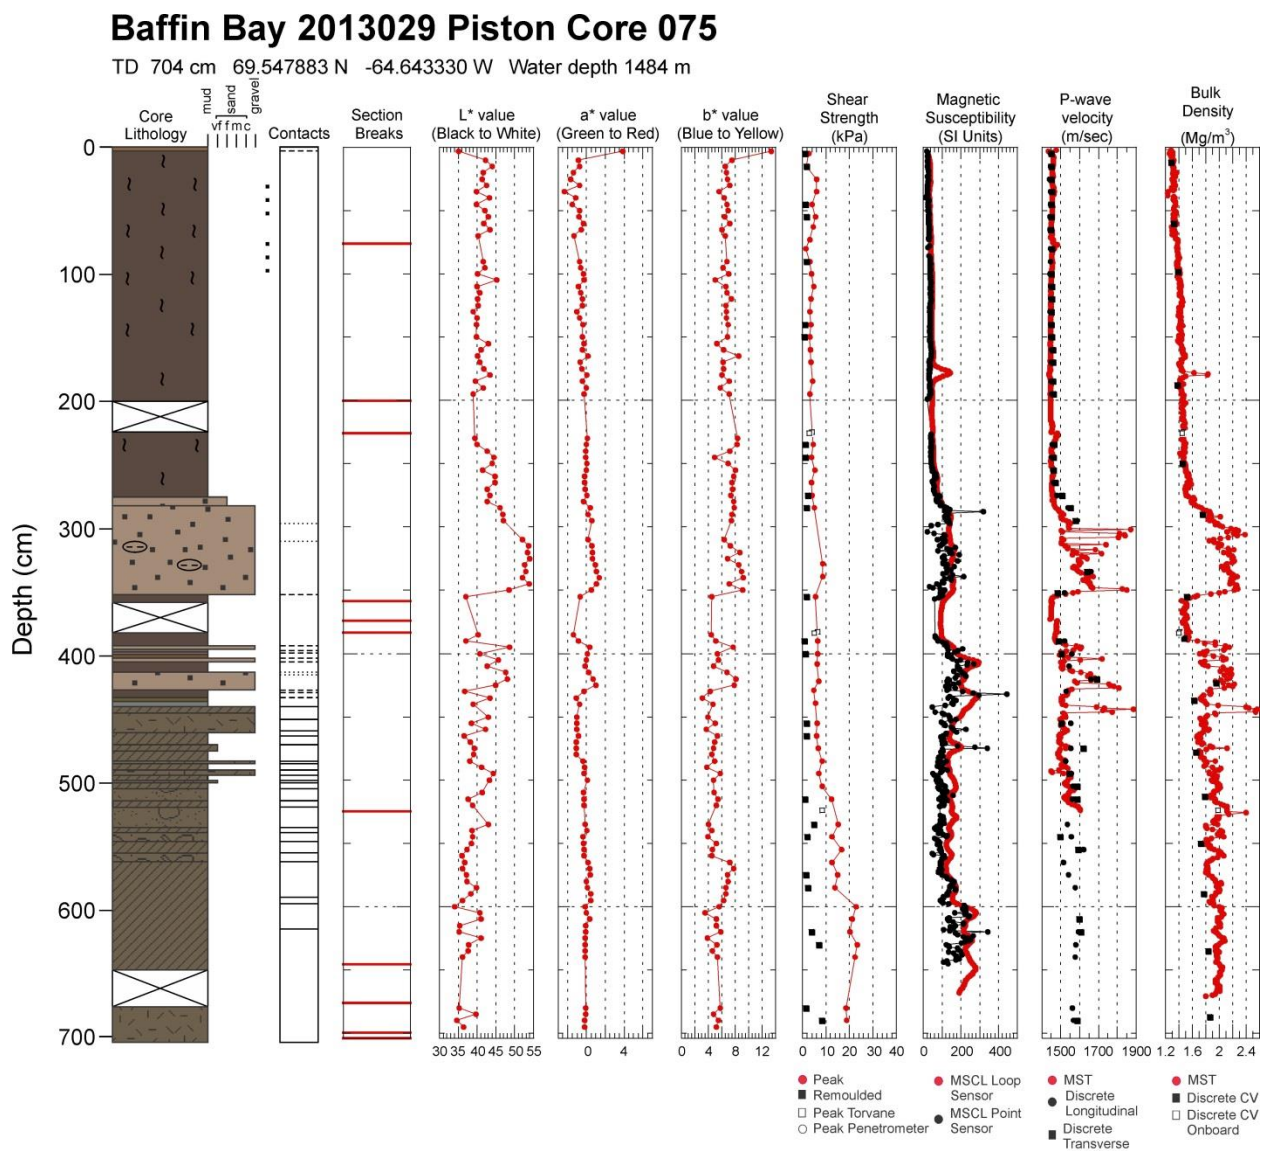 Baffin Bay 2013029 Piston Core 075
TD 704 cm 69.547883 N -64.643330 W Water depth 1484 m
mud
sand
gravel
vf f m c
Core
Lithology
Contacts
Section
Breaks
L* value
(Black to White)
a* value
(Green to Red)
b* value
(Blue to Yellow)
Shear
Strength
(kPa)
Magnetic
Susceptibility
(SI Units)
P-wave
velocity
(m/sec)
Bulk
Density
(Mg/m³)
Depth (cm)
0
100
200
300
400
500
600
700
30 35 40 45 50 55
0 4
0 4 8 12
0 10 20 30 40
0 200 400
1500 1700 1900
1.2 1.6 2 2.4
Peak
Remoulded
Peak Torvane
Peak Penetrometer
MSCL Loop
Sensor
MSCL Point
Sensor
MST
Discrete
Longitudinal
Discrete
Transverse
MST
Discrete CV
Discrete CV
Onboard